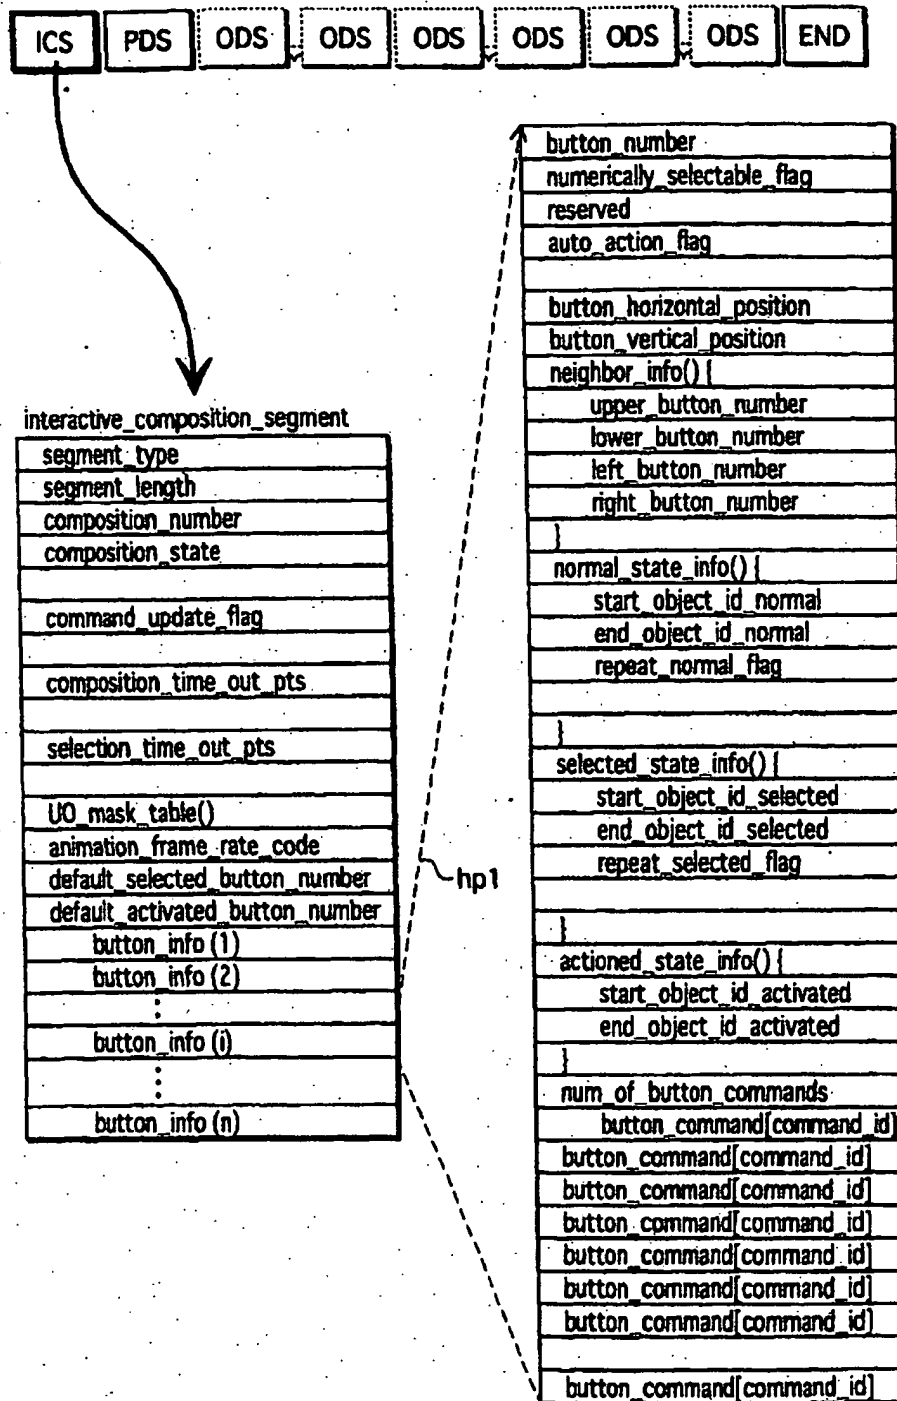 ICS PDS ODS ODS ODS ODS ODS ODS END
interactive_composition_segment
segment_type
segment_length
composition_number
composition_state
command_update_flag
composition_time_out_pts
selection_time_out_pts
UO_mask_table()
animation_frame_rate_code
default_selected_button_number
default_activated_button_number
button_info (1)
button_info (2)
button_info (i)
button_info (n)
hp1
button_number
numerically_selectable_flag
reserved
auto_action_flag
button_horizontal_position
button_vertical_position
neighbor_info() {
upper_button_number
lower_button_number
left_button_number
right_button_number
}
normal_state_info() {
start_object_id_normal
end_object_id_normal
repeat_normal_flag
}
selected_state_info() {
start_object_id_selected
end_object_id_selected
repeat_selected_flag
}
actioned_state_info() {
start_object_id_activated
end_object_id_activated
}
num_of_button_commands
button_command[command_id]
button_command[command_id]
button_command[command_id]
button_command[command_id]
button_command[command_id]
button_command[command_id]
button_command[command_id]
button_command[command_id]